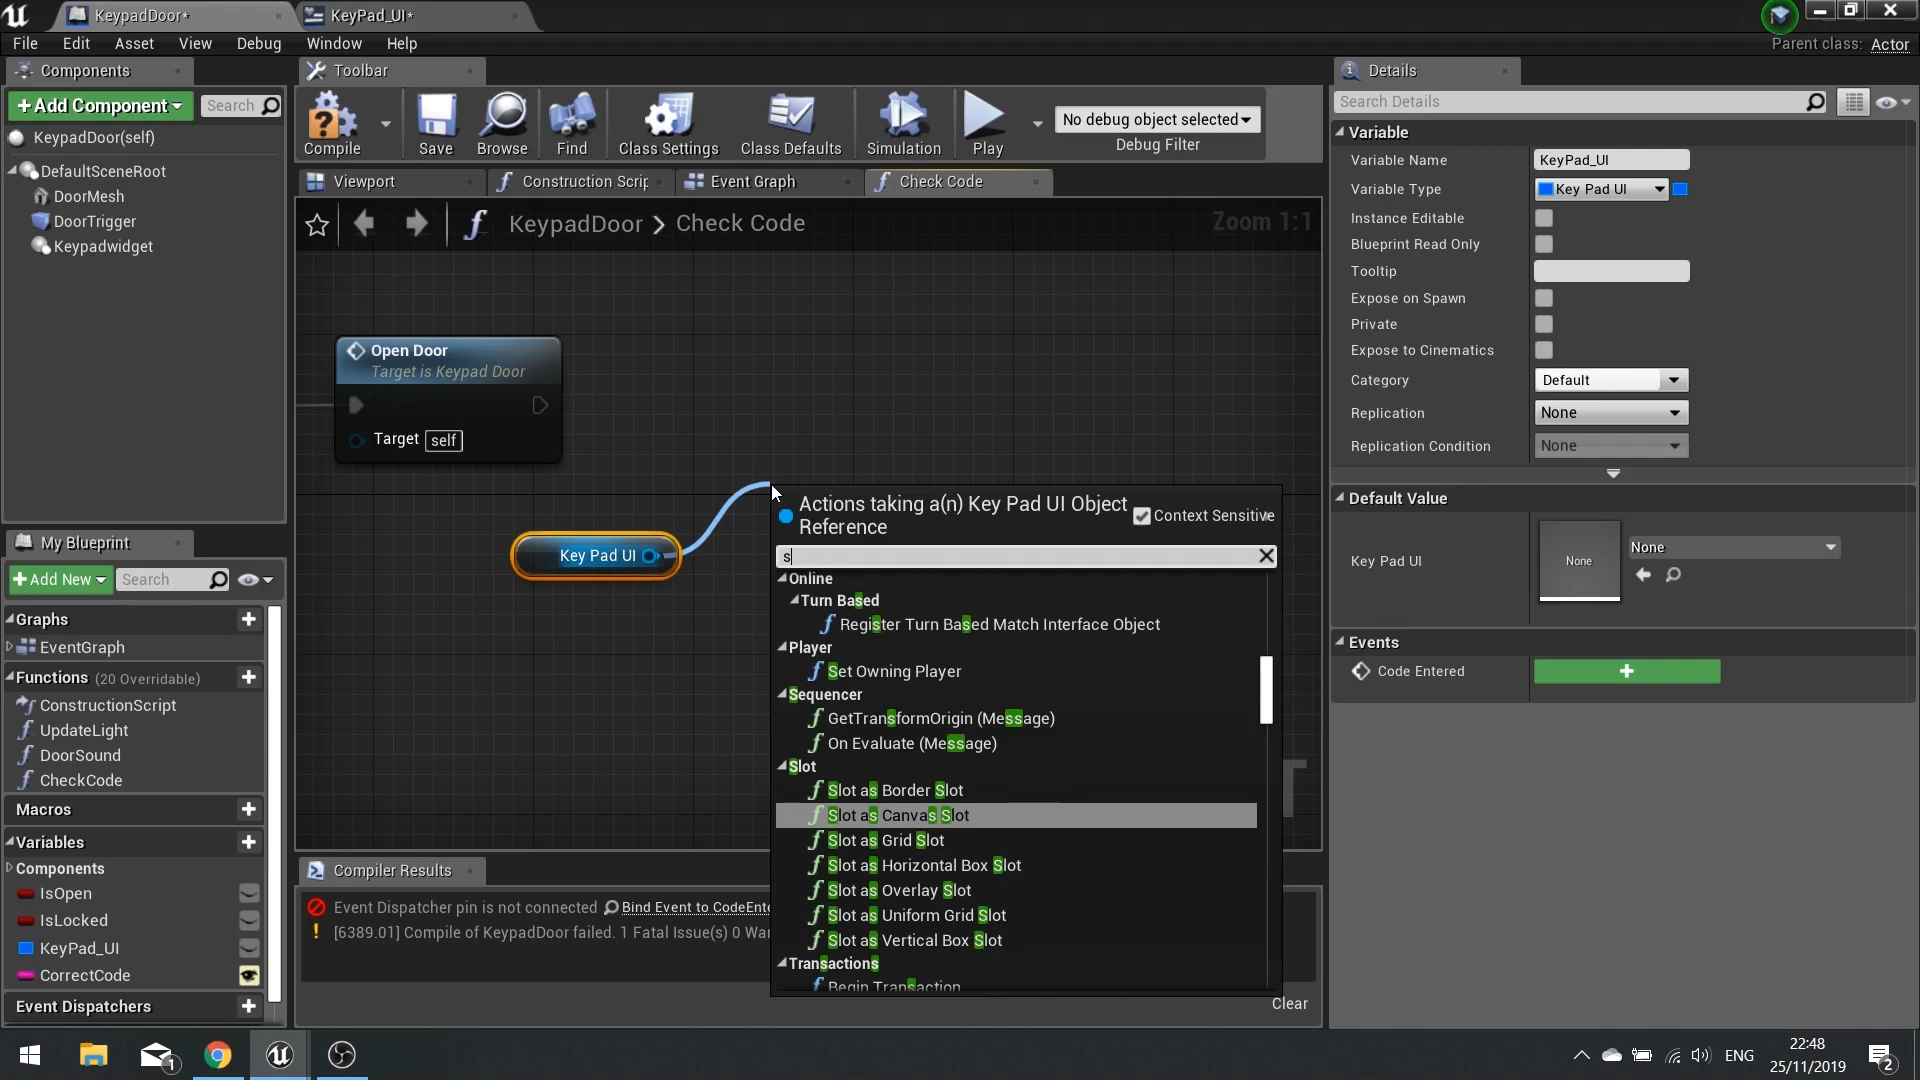 KeypadDoor*
KeyPad_UI*
File Edit Asset View Debug Window Help
Parent class: Actor
Components
Toolbar
Details
Add Component
Search
KeypadDoor(self)
DefaultSceneRoot
DoorMesh
DoorTrigger
Keypadwidget
Compile
Save
Browse
Find
Class Settings
Class Defaults
Simulation
Play
No debug object selected
Debug Filter
Viewport
Construction Scrip
Event Graph
Check Code
KeypadDoor > Check Code
Zoom 1:1
Open Door
Target is Keypad Door
Target self
Key Pad UI
Actions taking a(n) Key Pad UI Object
Reference
Context Sensitive
s
Online
Turn Based
Register Turn Based Match Interface Object
Player
Set Owning Player
Sequencer
GetTransformOrigin (Message)
On Evaluate (Message)
Slot
Slot as Border Slot
Slot as Canvas Slot
Slot as Grid Slot
Slot as Horizontal Box Slot
Slot as Overlay Slot
Slot as Uniform Grid Slot
Slot as Vertical Box Slot
Transactions
Begin Transaction
My Blueprint
Add New
Search
Graphs
EventGraph
Functions (20 Overridable)
ConstructionScript
UpdateLight
DoorSound
CheckCode
Macros
Variables
Components
IsOpen
IsLocked
KeyPad_UI
CorrectCode
Event Dispatchers
Compiler Results
Event Dispatcher pin is not connected Bind Event to CodeEnte
[6389.01] Compile of KeypadDoor failed. 1 Fatal Issue(s) 0 War
Clear
Search Details
Variable
Variable Name KeyPad_UI
Variable Type Key Pad UI
Instance Editable
Blueprint Read Only
Tooltip
Expose on Spawn
Private
Expose to Cinematics
Category Default
Replication None
Replication Condition None
Default Value
Key Pad UI None None
Events
Code Entered
1
ENG
22:48
25/11/2019
2